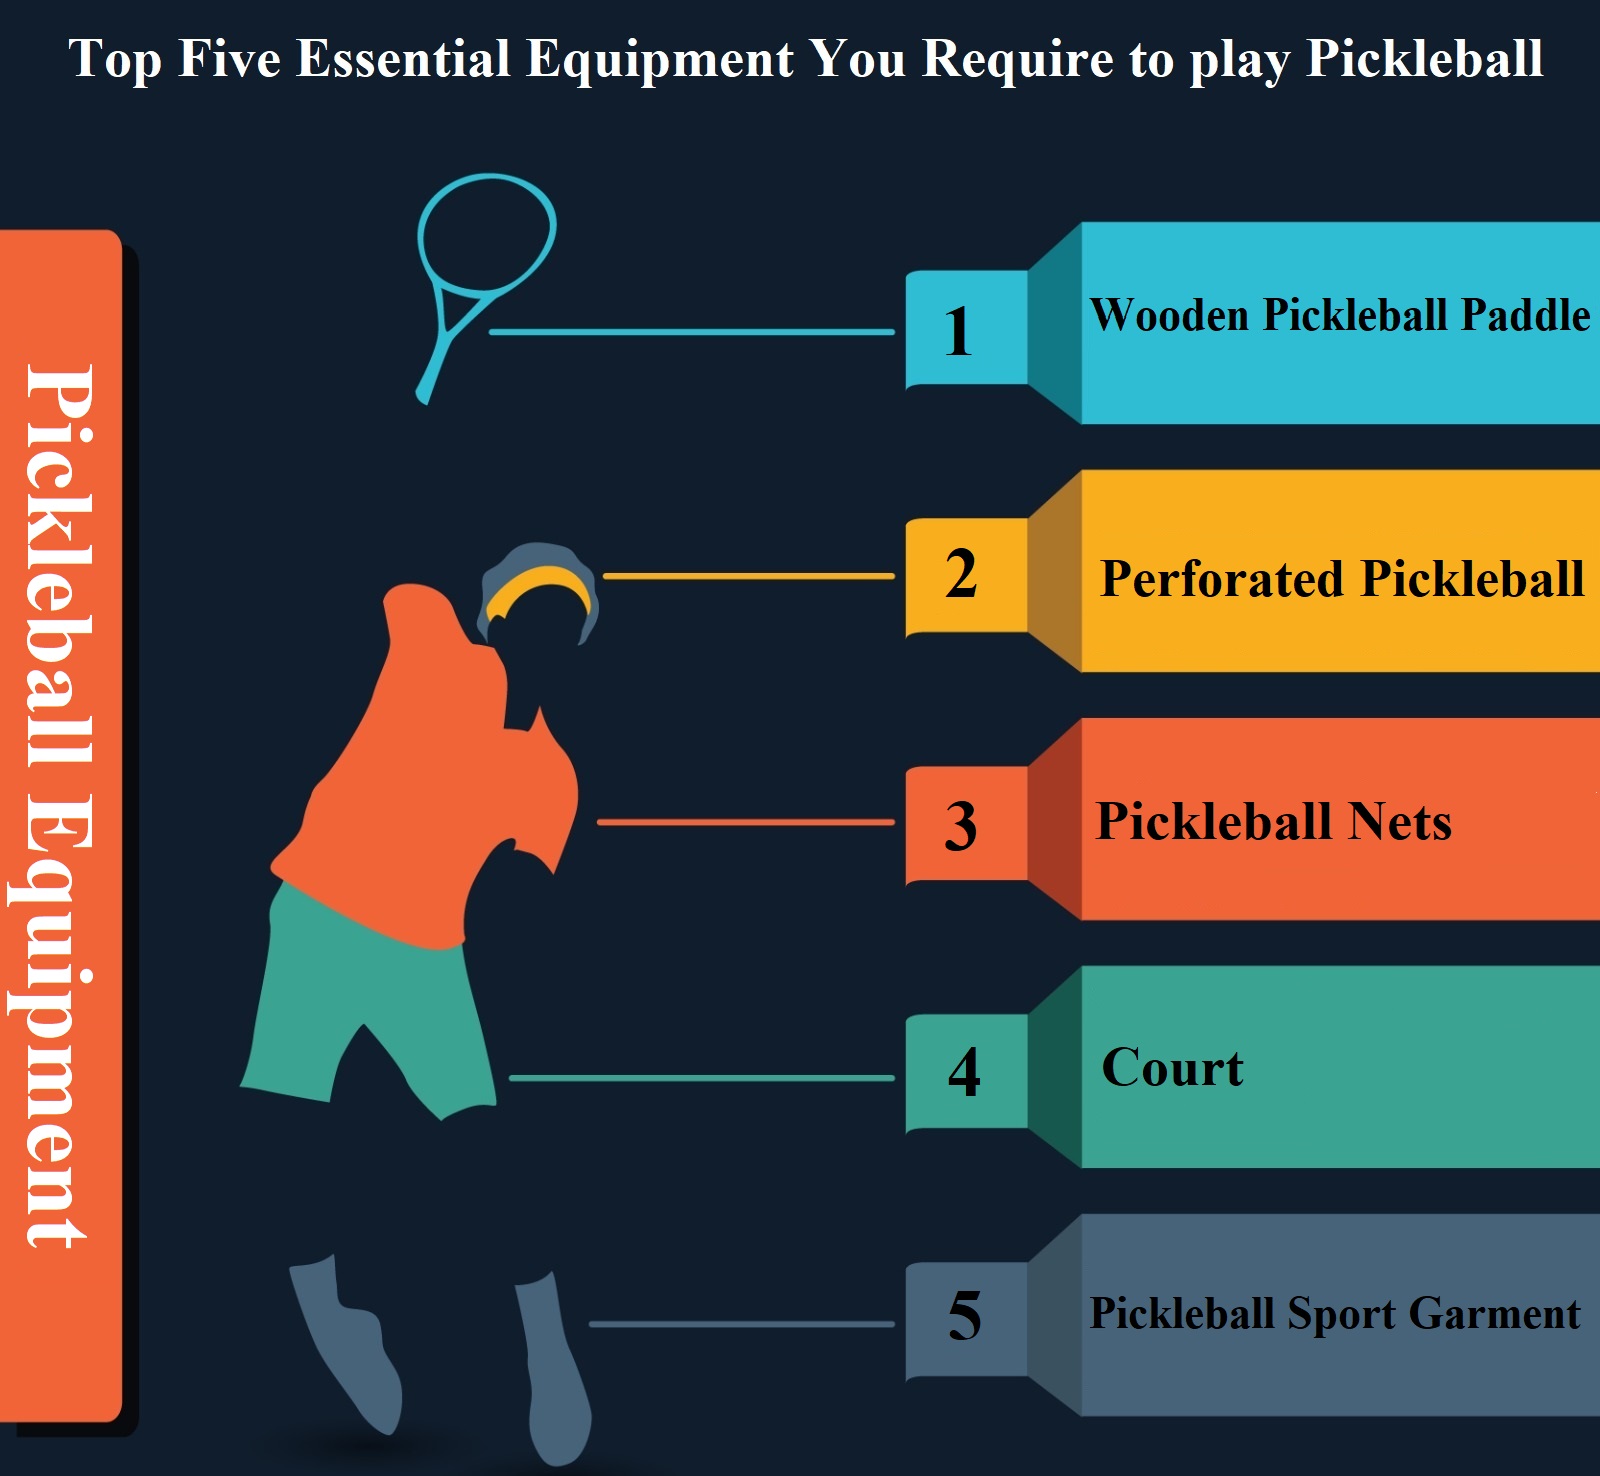 Top Five Essential Equipment You Require to play Pickleball
Pickleball Equipment
1
Wooden Pickleball Paddle
2
Perforated Pickleball
3
Pickleball Nets
4
Court
5
Pickleball Sport Garment